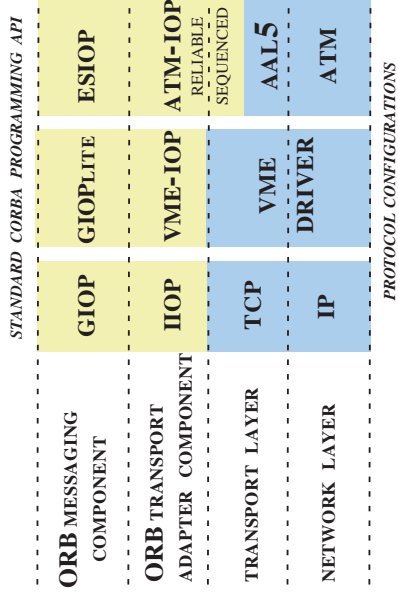 STANDARD CORBA PROGRAMMING API
ORB MESSAGING
COMPONENT
GIOP
GIOPLITE
ESIOP
ORB TRANSPORT
ADAPTER COMPONENT
IIOP
VME-IOP
ATM-IOP
RELIABLE
SEQUENCED
TRANSPORT LAYER
TCP
VME
DRIVER
AAL5
NETWORK LAYER
IP
ATM
PROTOCOL CONFIGURATIONS